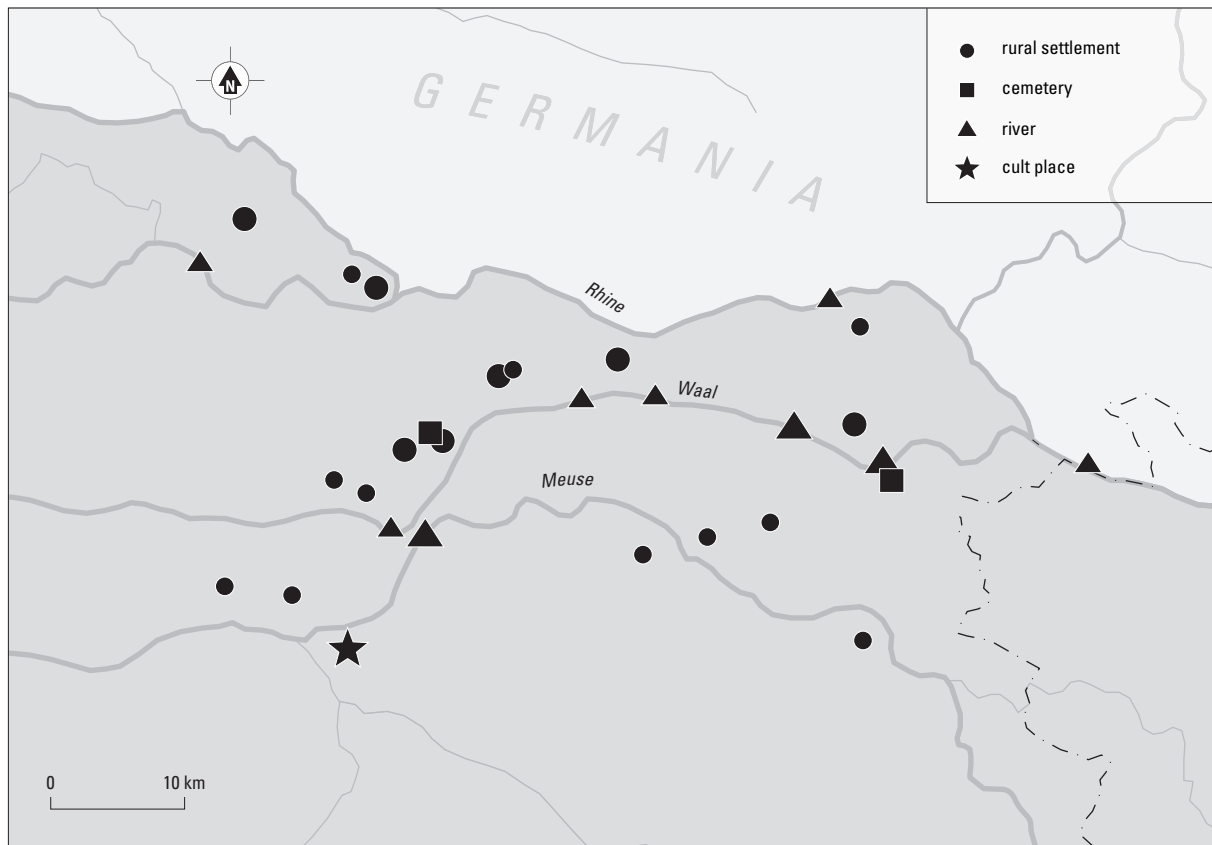 rural settlement
cemetery
river
cult place
N
GERMANIA
Rhine
Waal
Meuse
0 10 km